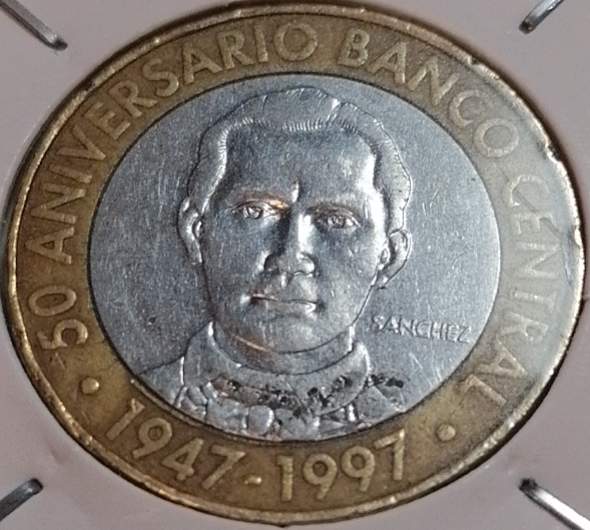 50 ANIVERSARIO BANCO CENTRAL
SANCHEZ
• 1947-1997 •